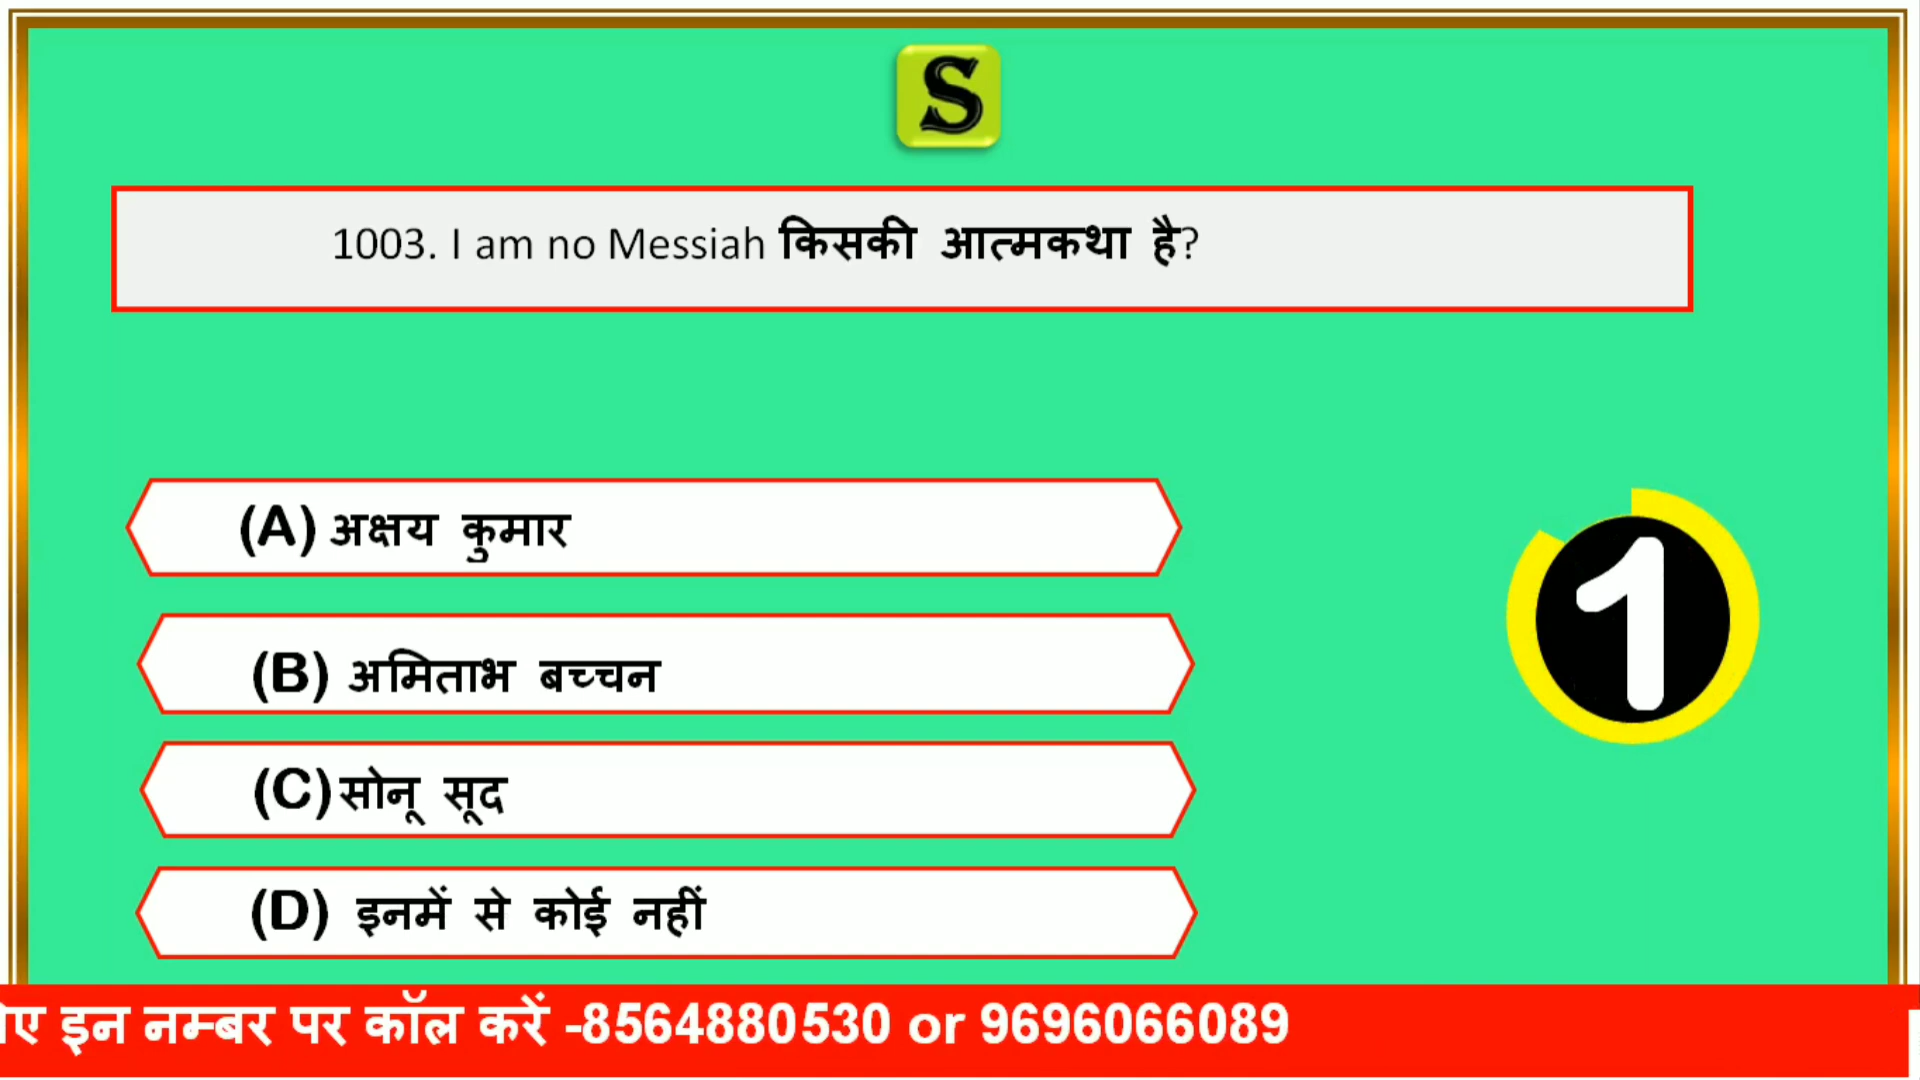 S
1003. I am no Messiah किसकी आत्मकथा है?
(A) अक्षय कुमार
(B) अमिताभ बच्चन
1
(C) सोनू सूद
(D) इनमें से कोई नहीं
इन नम्बर पर कॉल करें -8564880530 or 9696066089